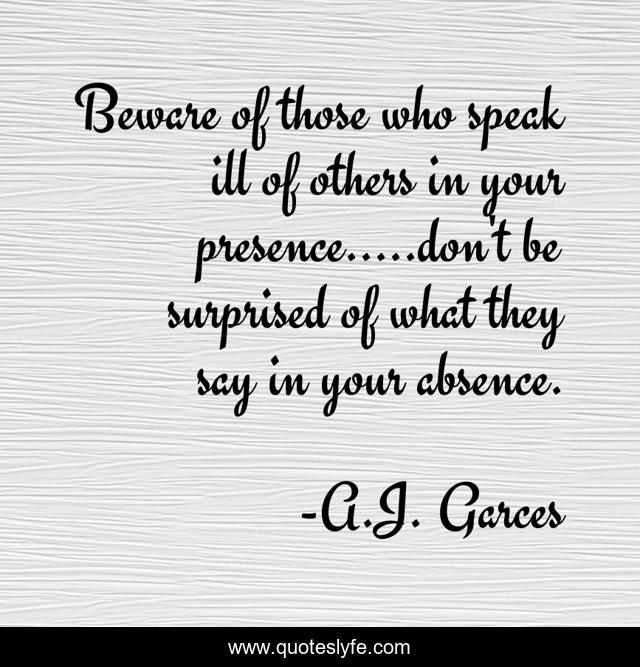 Beware of those who speak
ill of others in your
presence.....don't be
surprised of what they
say in your absence.
-A.J. Garces
www.quoteslyfe.com